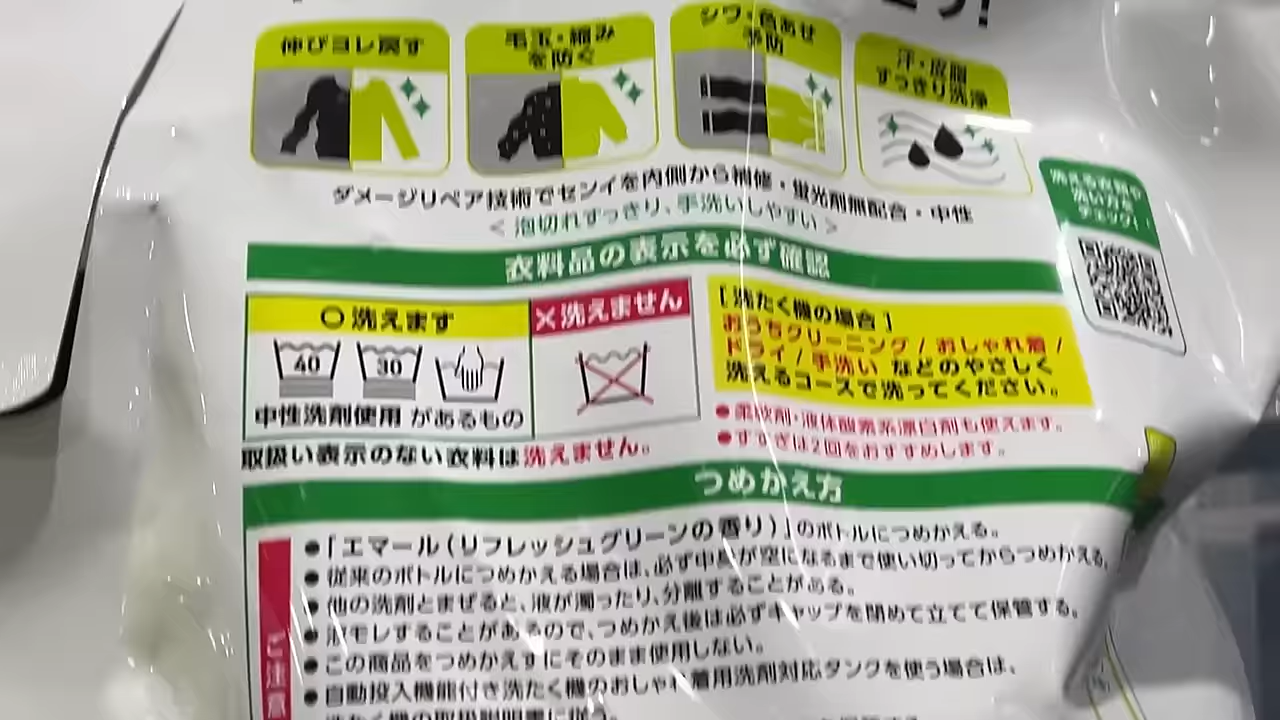 伸びヨレ戻す
毛玉・縮み
を防ぐ
シワ・色あせ
予防
汗・皮脂
すっきり洗浄
ダメージリペア技術でセンイを内側から補修・蛍光剤無配合・中性
<泡切れすっきり、手洗いしやすい>
洗える衣類の
洗い方を
チェック!
衣料品の表示を必ず確認
○洗えます
×洗えません
40
30
中性洗剤使用 があるもの
取扱い表示のない衣料は洗えません。
[洗たく機の場合]
おうちクリーニング/おしゃれ着/
ドライ/手洗い などのやさしく
洗えるコースで洗ってください。
●柔軟剤・液体酸素系漂白剤も使えます。
●すすぎは2回をおすすめします。
つめかえ方
ご注意
●「エマール(リフレッシュグリーンの香り)」のボトルにつめかえる。
●従来のボトルにつめかえる場合は、必ず中身が空になるまで使い切ってからつめかえる。
●他の洗剤とまぜると、液が濁ったり、分離することがある。
●液モレすることがあるので、つめかえ後は必ずキャップを閉めて立てて保管する。
●この商品をつめかえずにそのまま使用しない。
●自動投入機能付き洗たく機のおしゃれ着用洗剤対応タンクを使う場合は、
洗たく機の取扱説明書に従う。